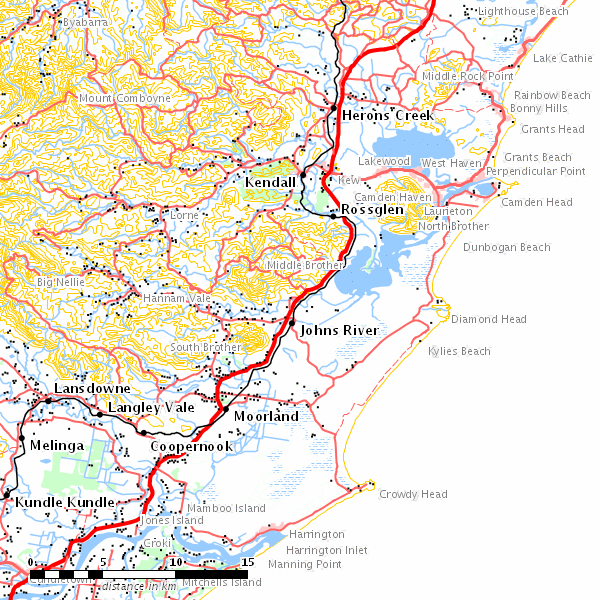 Lighthouse Beach
Byabarra
Lake Cathie
Middle Rock Point
Rainbow Beach
Mount Comboyne
Bonny Hills
Herons Creek
Grants Head
Lakewood
West Haven
Grants Beach
Perpendicular Point
Kendall
Kew
Camden Haven
Camden Head
Lorne
Rossglen
Laurieton
North Brother
Dunbogan Beach
Middle Brother
Big Nellie
Hannam Vale
Diamond Head
Johns River
South Brother
Kylies Beach
Lansdowne
Langley Vale
Moorland
Melinga
Coopernook
Crowdy Head
Kundle Kundle
Mamboo Island
Jones Island
Harrington
Croki
Harrington Inlet
Manning Point
0 5 10 15
Cundletown
distance in km
Mitchells Island